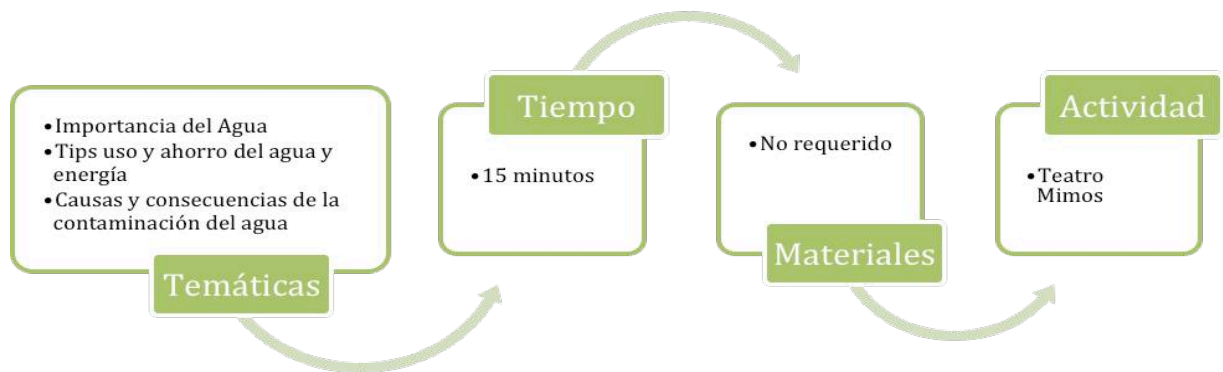 •Importancia del Agua
•Tips uso y ahorro del agua y
energía
•Causas y consecuencias de la
contaminación del agua
Temáticas
Tiempo
•15 minutos
•No requerido
Materiales
Actividad
•Teatro
Mimos